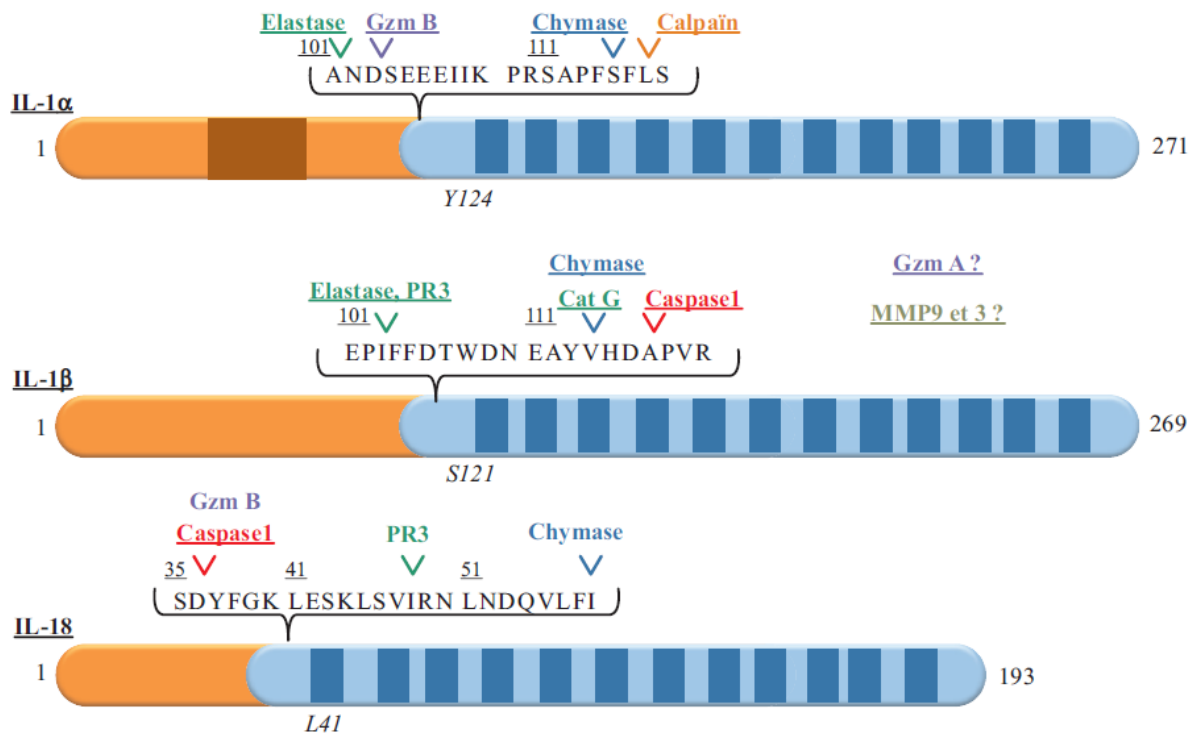 Elastase Gzm B Chymase Calpaïn
101 111
ANDSEEEIIK PRSAPFSFLS
IL-1α
1 271
Y124
Chymase Gzm A ?
Elastase, PR3 Cat G Caspase1 MMP9 et 3 ?
101 111
EPIFFDTWDN EAYVHDAPVR
IL-1β
1 269
S121
Gzm B
Caspase1 PR3 Chymase
35 41 51
SDYFGK LESKLSVIRN LNDQVLFI
IL-18
1 193
L41